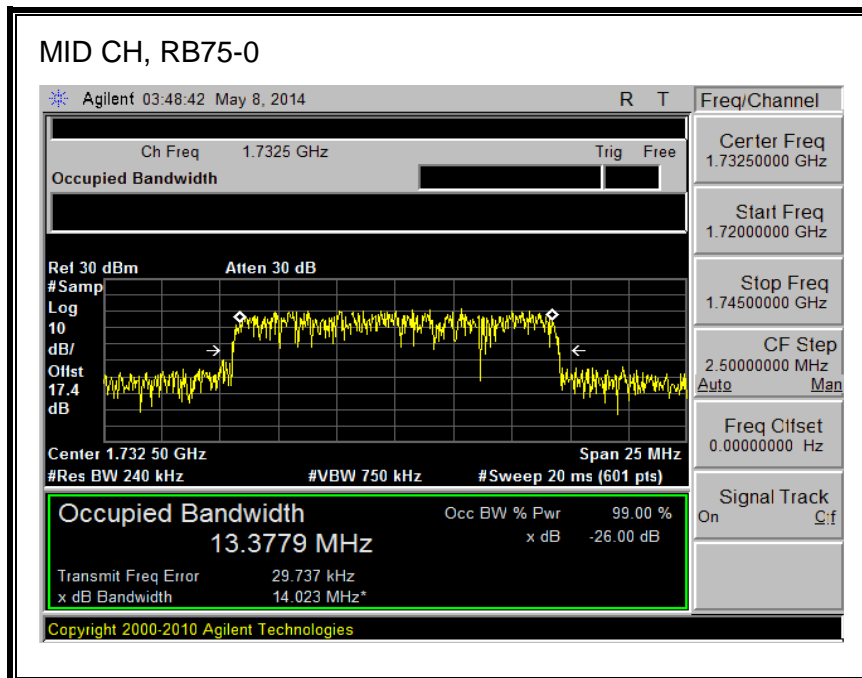 MID CH, RB75-0
Agilent 03:48:42 May 8, 2014 R T
Freq/Channel
Ch Freq 1.7325 GHz Trig Free
Occupied Bandwidth
Center Freq
1.73250000 GHz
Start Freq
1.72000000 GHz
Stop Freq
1.74500000 GHz
CF Step
2.50000000 MHz
Auto Man
Freq Offset
0.00000000 Hz
Signal Track
On Off
Ref 30 dBm Atten 30 dB
#Samp
Log
10
dB/
Offst
17.4
dB
Center 1.732 50 GHz Span 25 MHz
#Res BW 240 kHz #VBW 750 kHz #Sweep 20 ms (601 pts)
Occupied Bandwidth
13.3779 MHz
Occ BW % Pwr 99.00 %
x dB -26.00 dB
Transmit Freq Error 29.737 kHz
x dB Bandwidth 14.023 MHz*
Copyright 2000-2010 Agilent Technologies